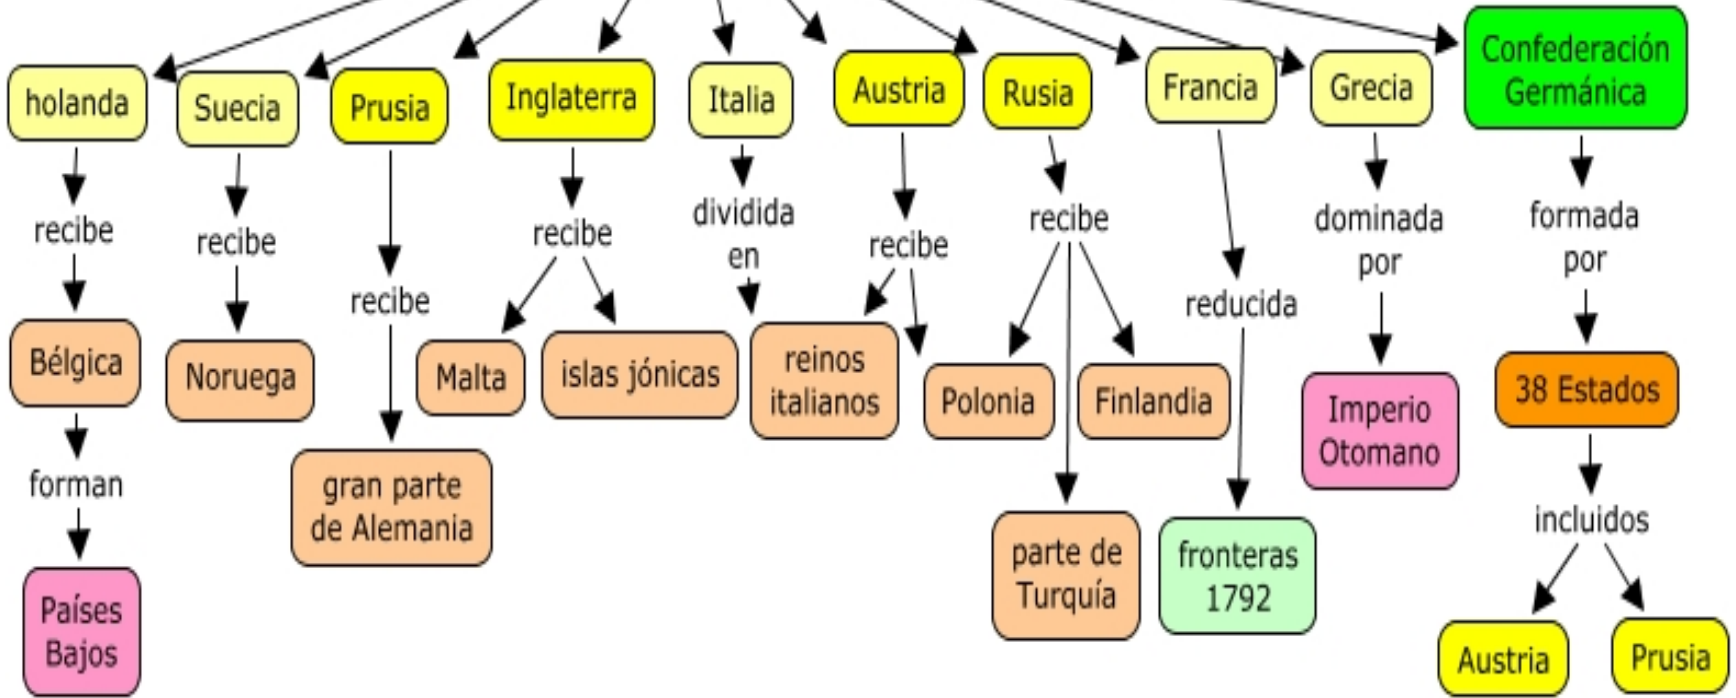 holanda
Suecia
Prusia
Inglaterra
Italia
Austria
Rusia
Francia
Grecia
Confederación
Germánica
recibe
recibe
recibe
recibe
dividida
en
recibe
recibe
reducida
dominada
por
formada
por
Bélgica
Noruega
gran parte
de Alemania
Malta
islas jónicas
reinos
italianos
Polonia
Finlandia
parte de
Turquía
fronteras
1792
Imperio
Otomano
38 Estados
forman
incluidos
Países
Bajos
Austria
Prusia